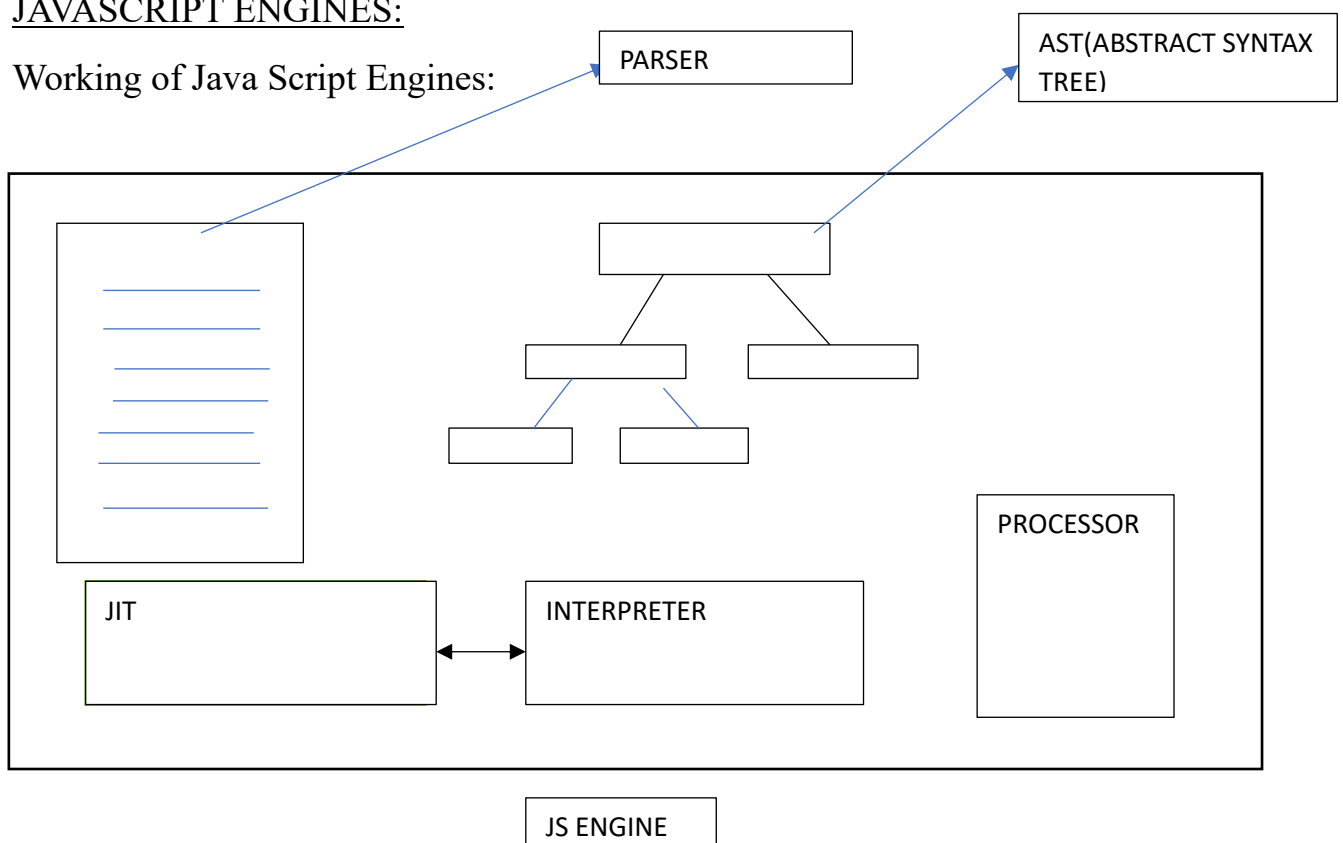 JAVASCRIPT ENGINES:
Working of Java Script Engines:
PARSER
AST(ABSTRACT SYNTAX
TREE)
PROCESSOR
JIT
INTERPRETER
JS ENGINE